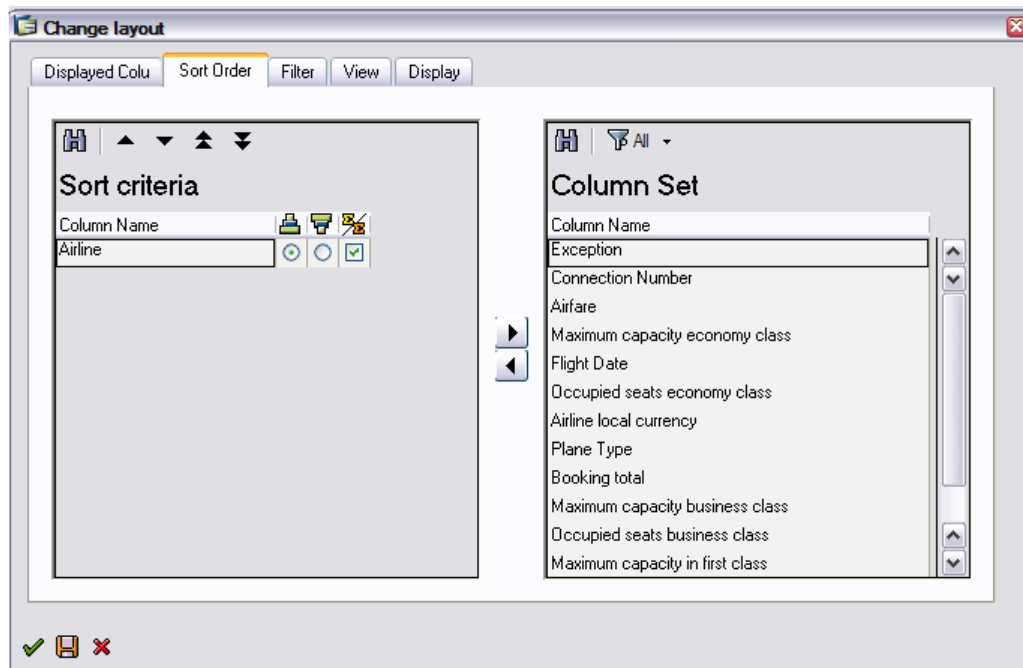 Change layout
Displayed Colu Sort Order Filter View Display
All
Sort criteria
Column Name
Airline
Column Set
Column Name
Exception
Connection Number
Airfare
Maximum capacity economy class
Flight Date
Occupied seats economy class
Airline local currency
Plane Type
Booking total
Maximum capacity business class
Occupied seats business class
Maximum capacity in first class